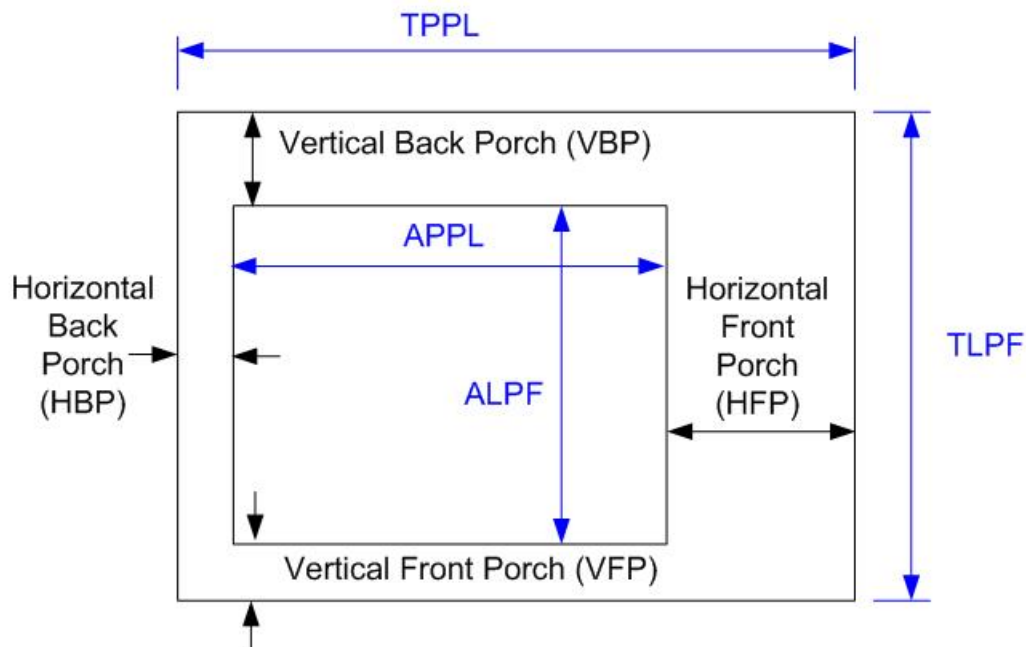 TPPL
Vertical Back Porch (VBP)
APPL
Horizontal
Back
Porch
(HBP)
ALPF
Horizontal
Front
Porch
(HFP)
TLPF
Vertical Front Porch (VFP)